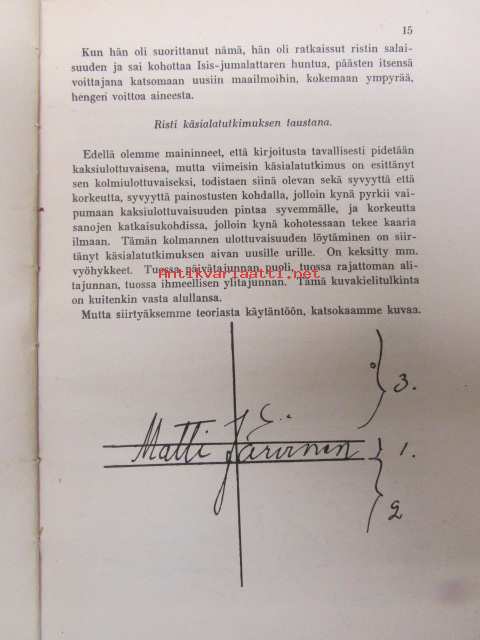 15
Kun hän oli suorittanut nämä, hän oli ratkaissut ristin salai-
suuden ja sai kohottaa Isis-jumalattaren huntua, päästen itsensä
voittajana katsomaan uusiin maailmoihin, kokemaan ympyrää,
hengen voittoa aineesta.
Risti käsialatutkimuksen taustana.
Edellä olemme maininneet, että kirjoitusta tavallisesti pidetään
kaksiulottuvaisena, mutta viimeisin käsialatutkimus on esittänyt
sen kolmiulottuvaiseksi, todistaen siinä olevan sekä syvyyttä että
korkeutta, syvyyttä painostusten kohdalla, jolloin kynä pyrkii vai-
pumaan kaksiulottuvaisuuden pintaa syvemmälle, ja korkeutta
sanojen katkaisukohdissa, jolloin kynä kohotessaan tekee kaaria
ilmaan. Tämän kolmannen ulottuvaisuuden löytäminen on siir-
tänyt käsialatutkimuksen aivan uusille urille. On keksitty mm.
vyöhykkeet. Tuossa päivätajunnan puoli, tuossa rajattoman ali-
Antikvariaatti.net
tajunnan, tuossa ihmeellisen ylitajunnan. Tämä kuvakielitulkinta
on kuitenkin vasta alullansa.
Mutta siirtyäksemme teoriasta käytäntöön, katsokaamme kuvaa.
3.
Matti Järvinen 1.
2